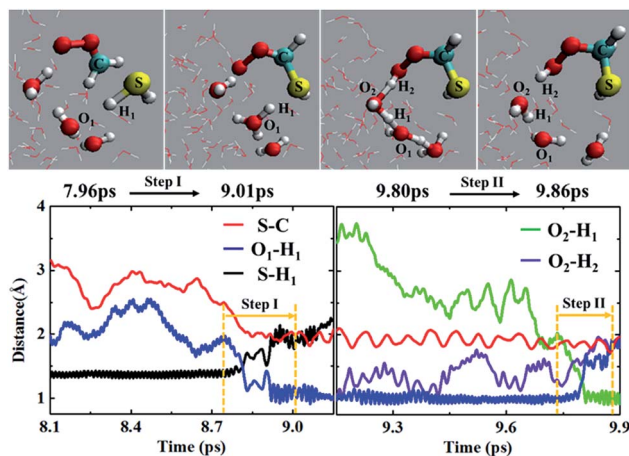 C
S
H₁
O₁
C
S
H₁
O₁
C
S
O₂
H₂
H₁
O₁
C
S
O₂
H₂
H₁
O₁
7.96ps Step I 9.01ps 9.80ps Step II 9.86ps
Distance(Å)
4
3
2
1
S-C
O₁-H₁
S-H₁
Step I
O₂-H₁
O₂-H₂
Step II
8.1 8.4 8.7 9.0 9.3 9.6 9.9
Time (ps) Time (ps)